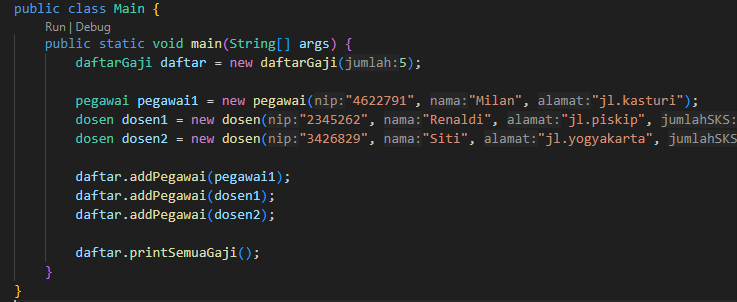 public class Main {
Run | Debug
public static void main(String[] args) {
daftarGaji daftar = new daftarGaji(jumlah:5);
pegawai pegawai1 = new pegawai(nip:"4622791", nama:"Milan", alamat:"jl.kasturi");
dosen dosen1 = new dosen(nip:"2345262", nama:"Renaldi", alamat:"jl.piskip", jumlahSKS:
dosen dosen2 = new dosen(nip:"3426829", nama:"Siti", alamat:"jl.yogyakarta", jumlahSKS
daftar.addPegawai(pegawai1);
daftar.addPegawai(dosen1);
daftar.addPegawai(dosen2);
daftar.printSemuaGaji();
}
}